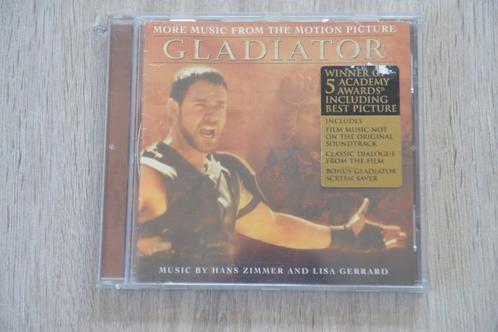 MORE MUSIC FROM THE MOTION PICTURE
GLADIATOR
WINNER OF
5 ACADEMY
AWARDS®
INCLUDING
BEST PICTURE
INCLUDES
FILM MUSIC NOT
ON THE ORIGINAL
SOUNDTRACK
CLASSIC DIALOGUE
FROM THE FILM
BONUS GLADIATOR
SCREEN SAVER
MUSIC BY HANS ZIMMER AND LISA GERRARD